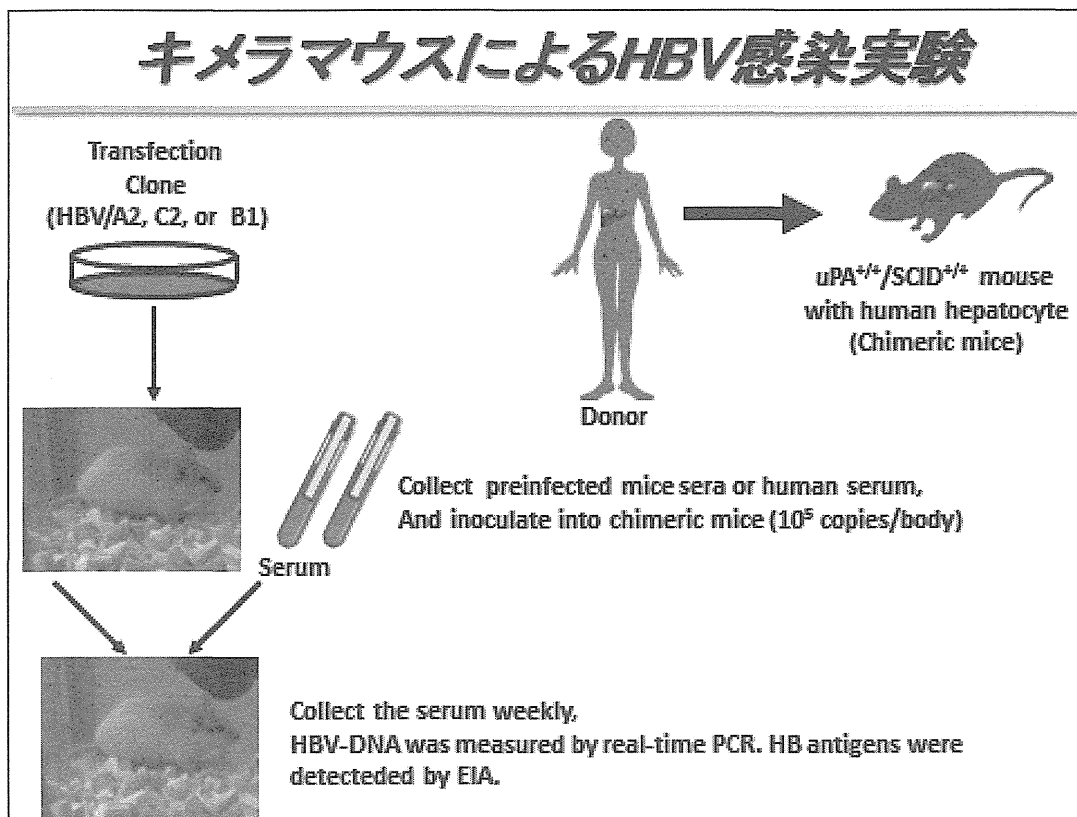 キメラマウスによるHBV感染実験
Transfection
Clone
(HBV/A2, C2, or B1)
uPA+/+/SCID+/+ mouse
with human hepatocyte
(Chimeric mice)
Donor
Collect preinfected mice sera or human serum,
And inoculate into chimeric mice (10⁵ copies/body)
Serum
Collect the serum weekly,
HBV-DNA was measured by real-time PCR. HB antigens were
detecteded by EIA.